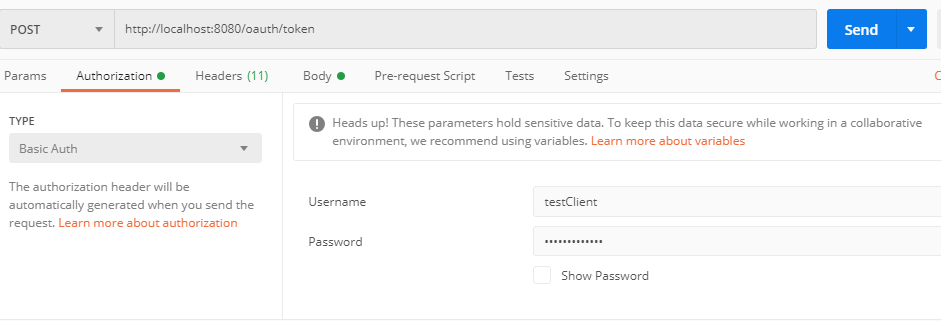 POST http://localhost:8080/oauth/token Send
Params Authorization Headers (11) Body Pre-request Script Tests Settings
TYPE
Basic Auth
The authorization header will be
automatically generated when you send the
request. Learn more about authorization
Heads up! These parameters hold sensitive data. To keep this data secure while working in a collaborative
environment, we recommend using variables. Learn more about variables
Username testClient
Password •••••••••••••
Show Password